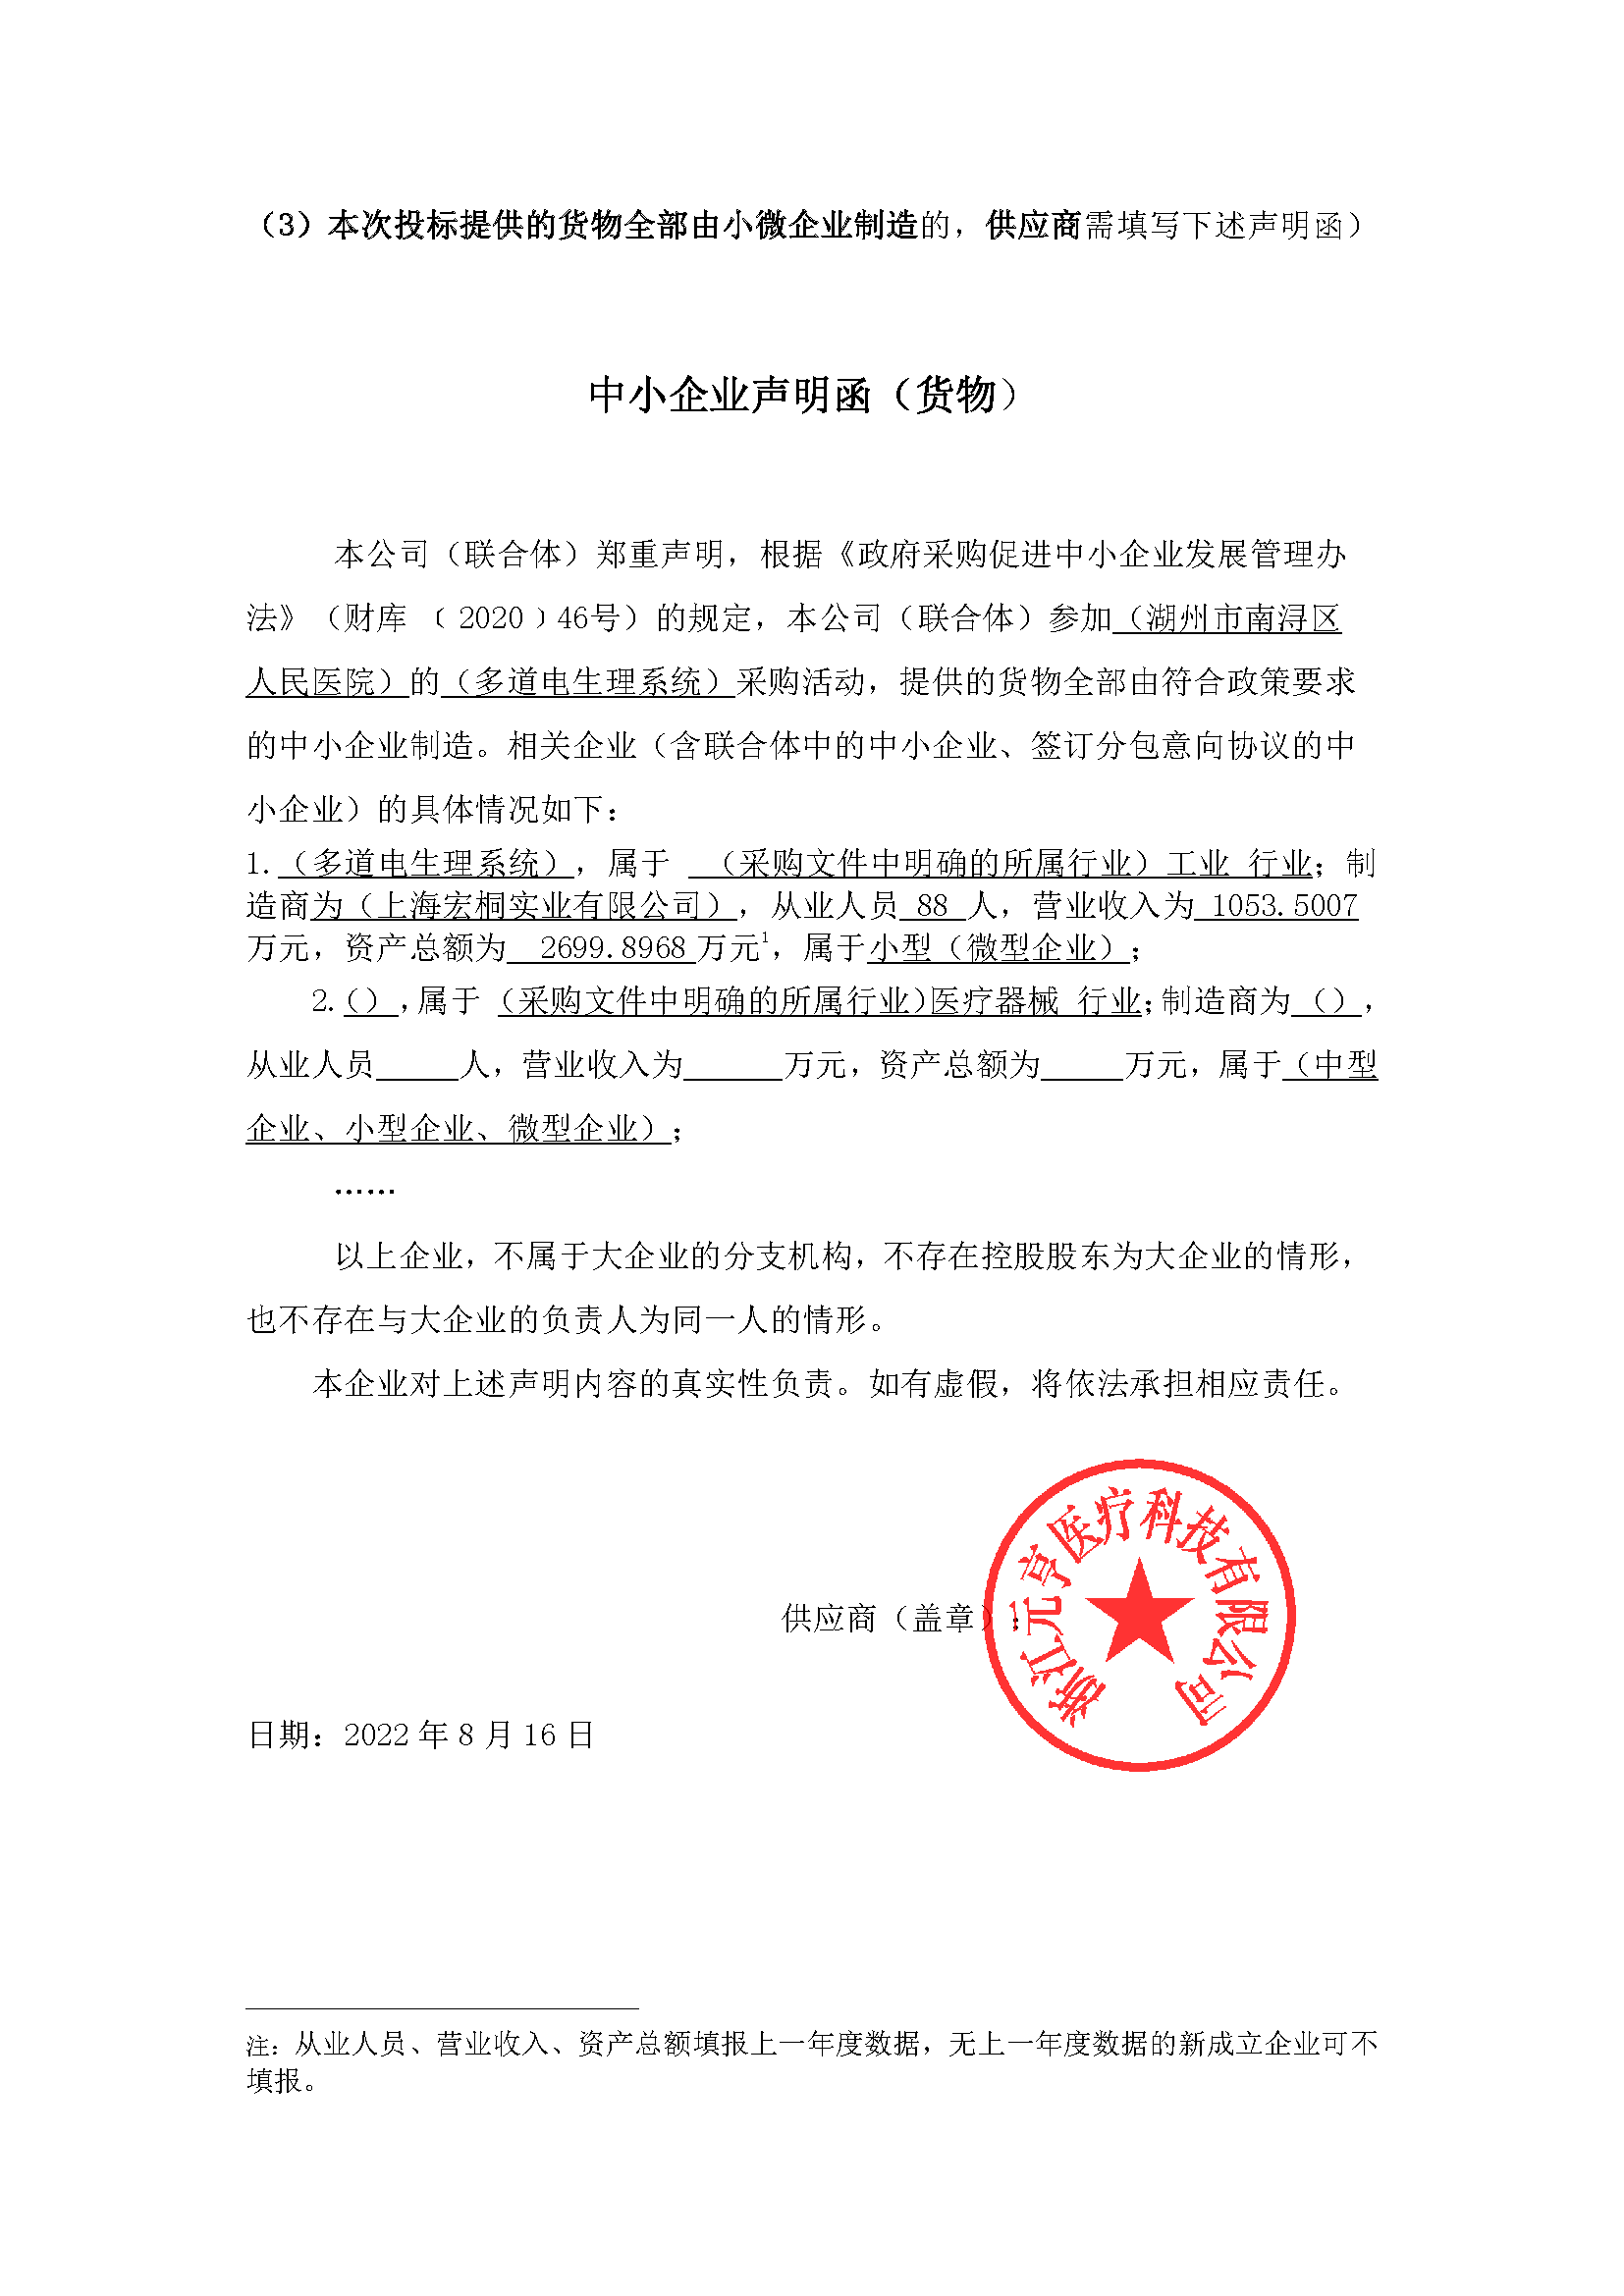 （3）本次投标提供的货物全部由小微企业制造的，供应商需填写下述声明函）
中小企业声明函（货物）
本公司（联合体）郑重声明，根据《政府采购促进中小企业发展管理办
法》（财库﹝2020﹞46号）的规定，本公司（联合体）参加（湖州市南浔区
人民医院）的（多道电生理系统）采购活动，提供的货物全部由符合政策要求
的中小企业制造。相关企业（含联合体中的中小企业、签订分包意向协议的中
小企业）的具体情况如下：
1.（多道电生理系统），属于 （采购文件中明确的所属行业）工业 行业；制
造商为（上海宏桐实业有限公司），从业人员 88 人，营业收入为 1053.5007
万元，资产总额为 2699.8968 万元1，属于小型（微型企业）；
2.（），属于（采购文件中明确的所属行业）医疗器械 行业；制造商为（），
从业人员_____人，营业收入为______万元，资产总额为_____万元，属于（中型
企业、小型企业、微型企业）；
……
以上企业，不属于大企业的分支机构，不存在控股股东为大企业的情形，
也不存在与大企业的负责人为同一人的情形。
本企业对上述声明内容的真实性负责。如有虚假，将依法承担相应责任。
浙江元亨医疗科技有限公司
供应商（盖章）：
日期：2022 年 8 月 16 日
注：从业人员、营业收入、资产总额填报上一年度数据，无上一年度数据的新成立企业可不
填报。